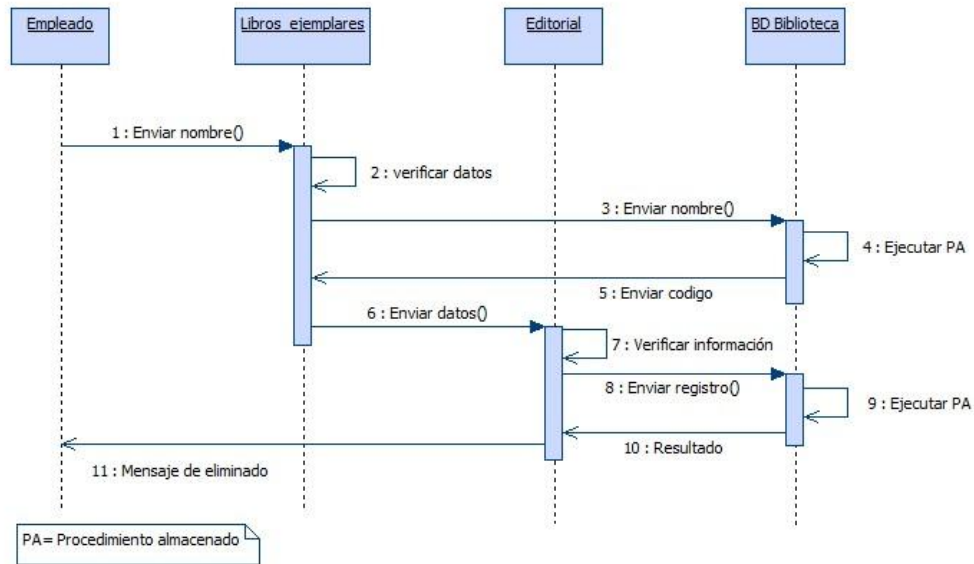 Empleado
Libros_ejemplares
Editorial
BD Biblioteca
1 : Enviar nombre()
2 : verificar datos
3 : Enviar nombre()
4 : Ejecutar PA
5 : Enviar codigo
6 : Enviar datos()
7 : Verificar información
8 : Enviar registro()
9 : Ejecutar PA
10 : Resultado
11 : Mensaje de eliminado
PA= Procedimiento almacenado